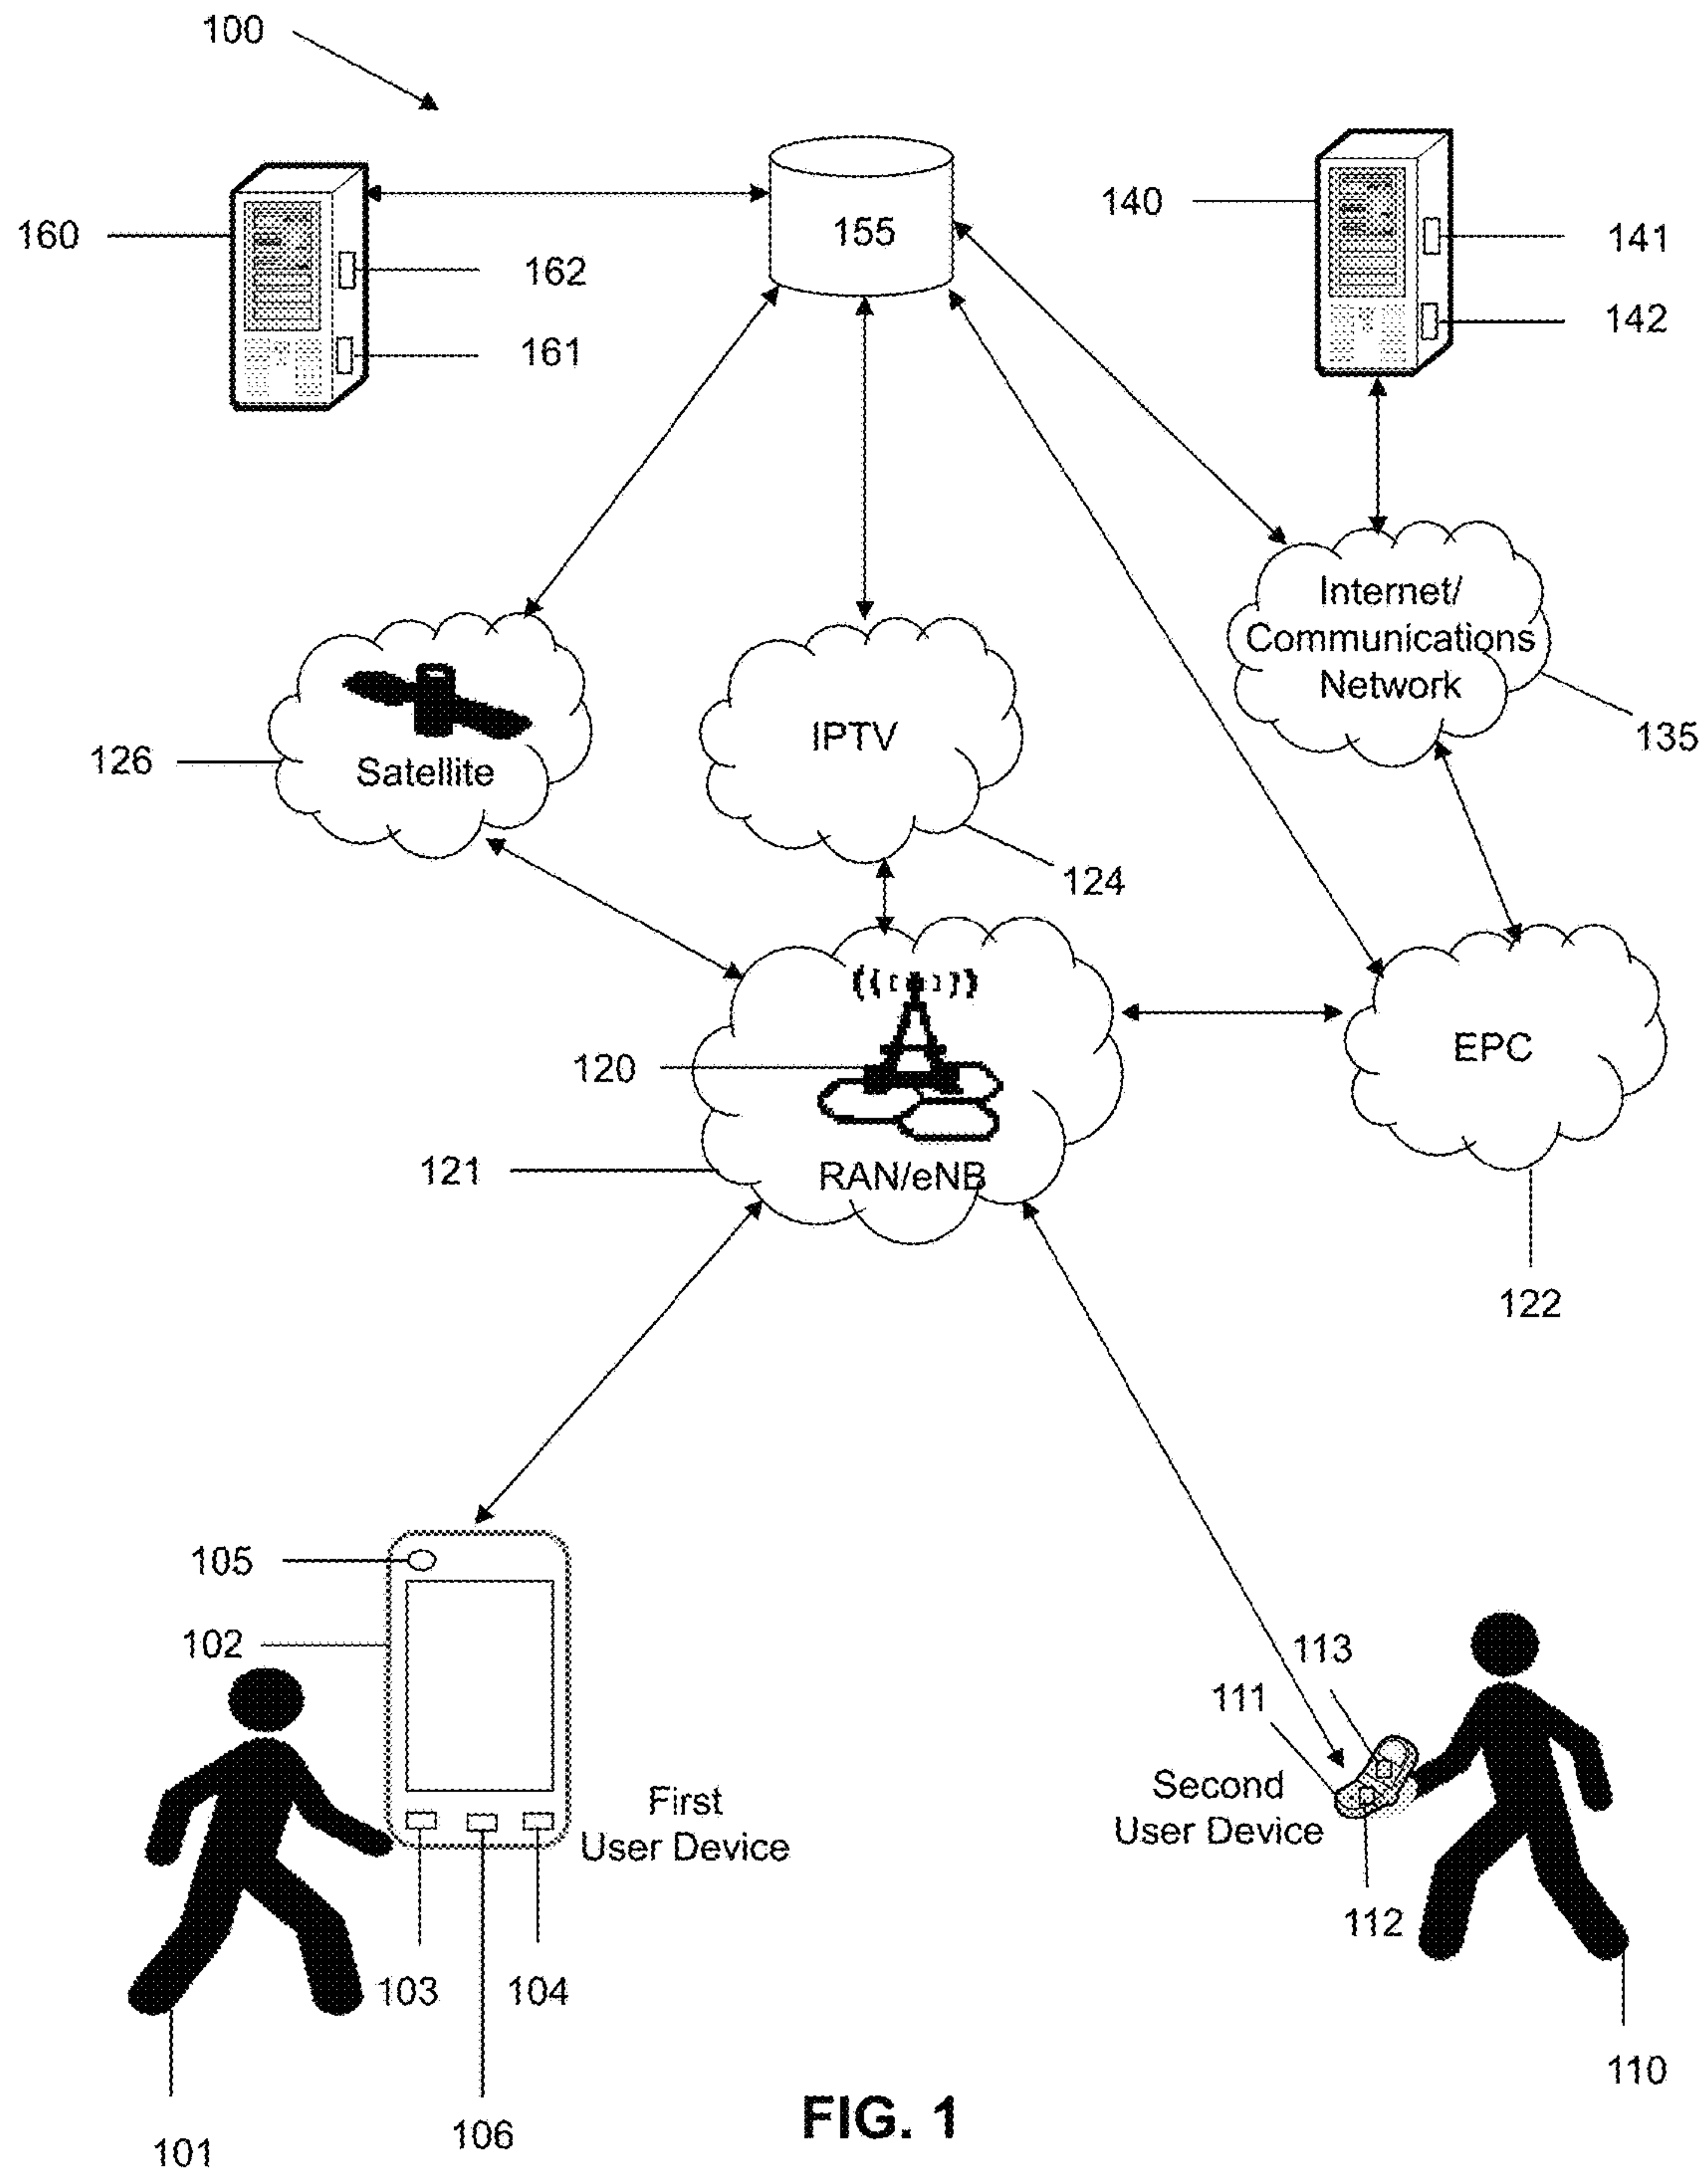 100
155
140
141
160
162
142
161
Internet/
Communications
Network
135
126
Satellite
IPTV
124
120
EPC
121
RAN/eNB
122
105
102
113
111
First
User Device
Second
User Device
112
103
104
110
106
101
FIG. 1